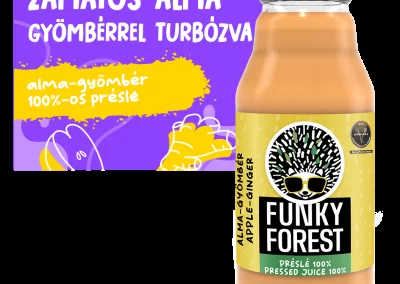 ZAMATOS ALMA
GYÖMBÉRREL TURBÓZVA
alma-gyömbér
100%-os préslé
ALMA-GYÖMBÉR
APPLE-GINGER
FUNKY
FOREST
PRÉSLÉ 100%
PRESSED JUICE 100%